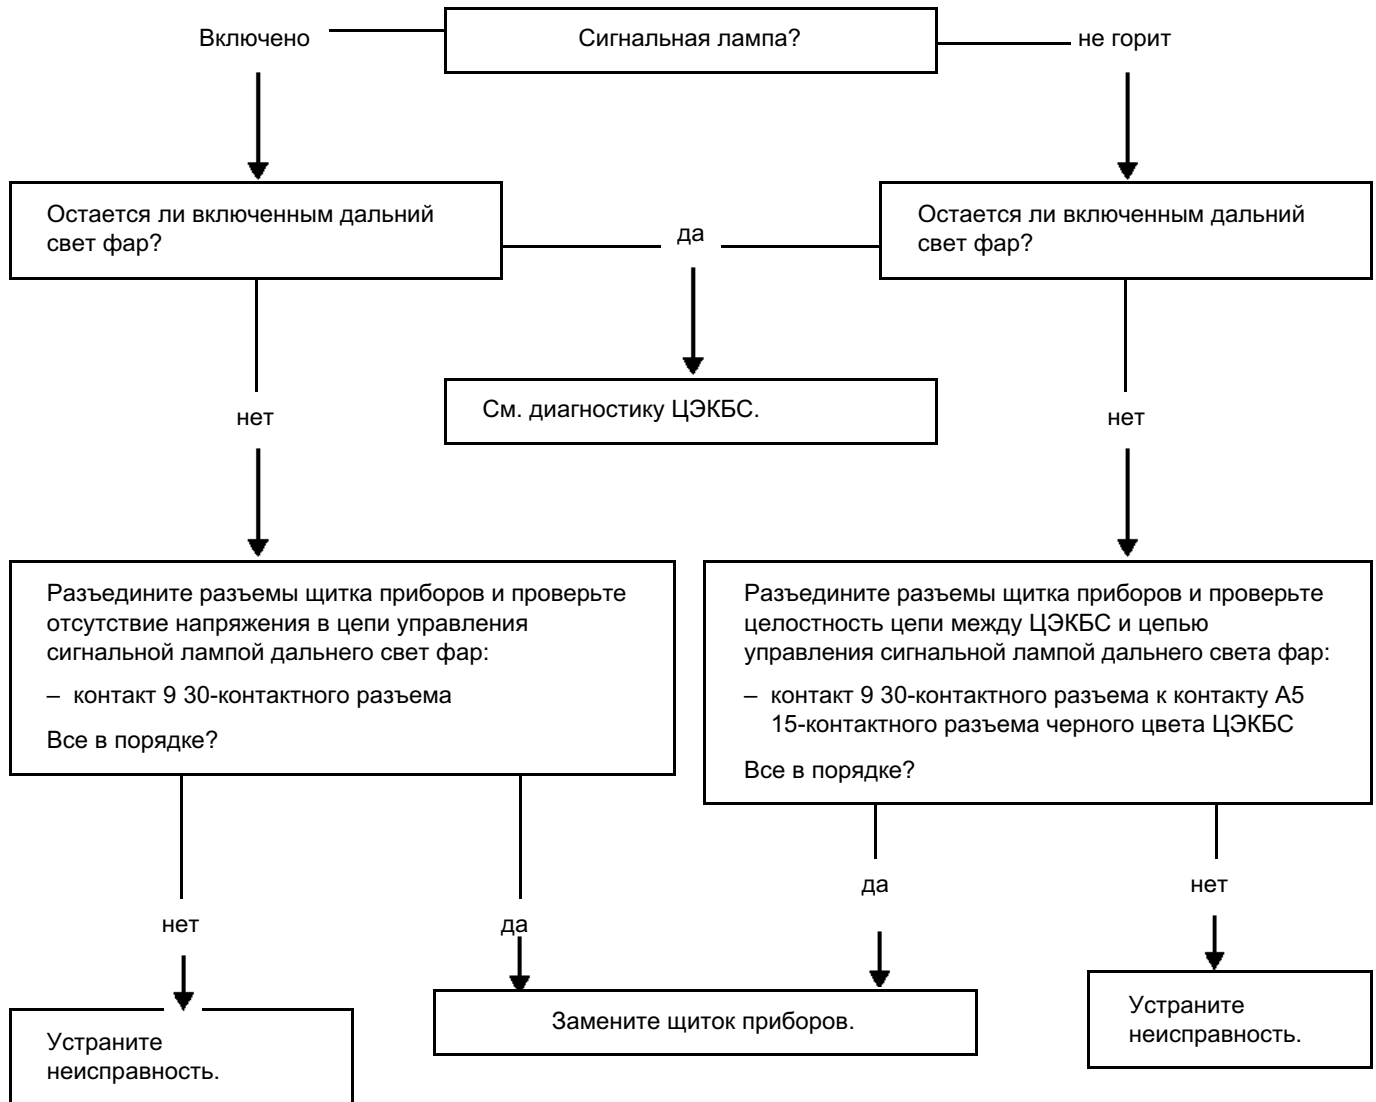 Включено
Сигнальная лампа?
не горит
Остается ли включенным дальний
свет фар?
да
Остается ли включенным дальний
свет фар?
См. диагностику ЦЭКБС.
нет
нет
Разъедините разъемы щитка приборов и проверьте
отсутствие напряжения в цепи управления
сигнальной лампой дальнего свет фар:
– контакт 9 30-контактного разъема
Все в порядке?
Разъедините разъемы щитка приборов и проверьте
целостность цепи между ЦЭКБС и цепью
управления сигнальной лампой дальнего света фар:
– контакт 9 30-контактного разъема к контакту А5
15-контактного разъема черного цвета ЦЭКБС
Все в порядке?
нет
да
да
нет
Устраните
неисправность.
Замените щиток приборов.
Устраните
неисправность.